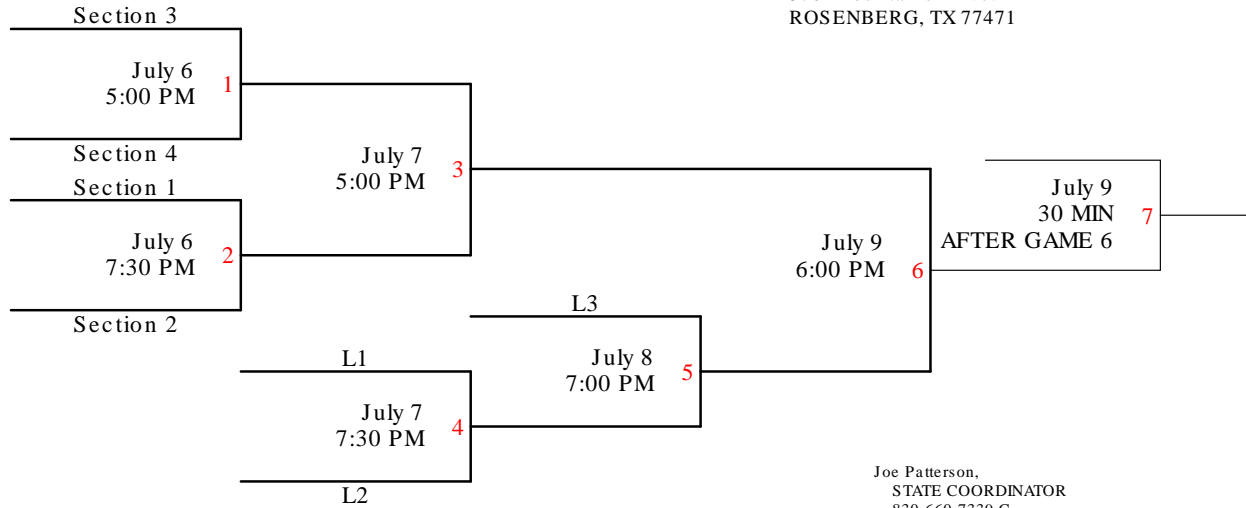 ROSENBERG, TX 77471
Section 3
July 6
5:00 PM
1
Section 4
Section 1
July 6
7:30 PM
2
Section 2
July 7
5:00 PM
3
L1
July 7
7:30 PM
4
L2
L3
July 8
7:00 PM
5
July 9
6:00 PM
6
July 9
30 MIN
AFTER GAME 6
7
Joe Patterson,
STATE COORDINATOR